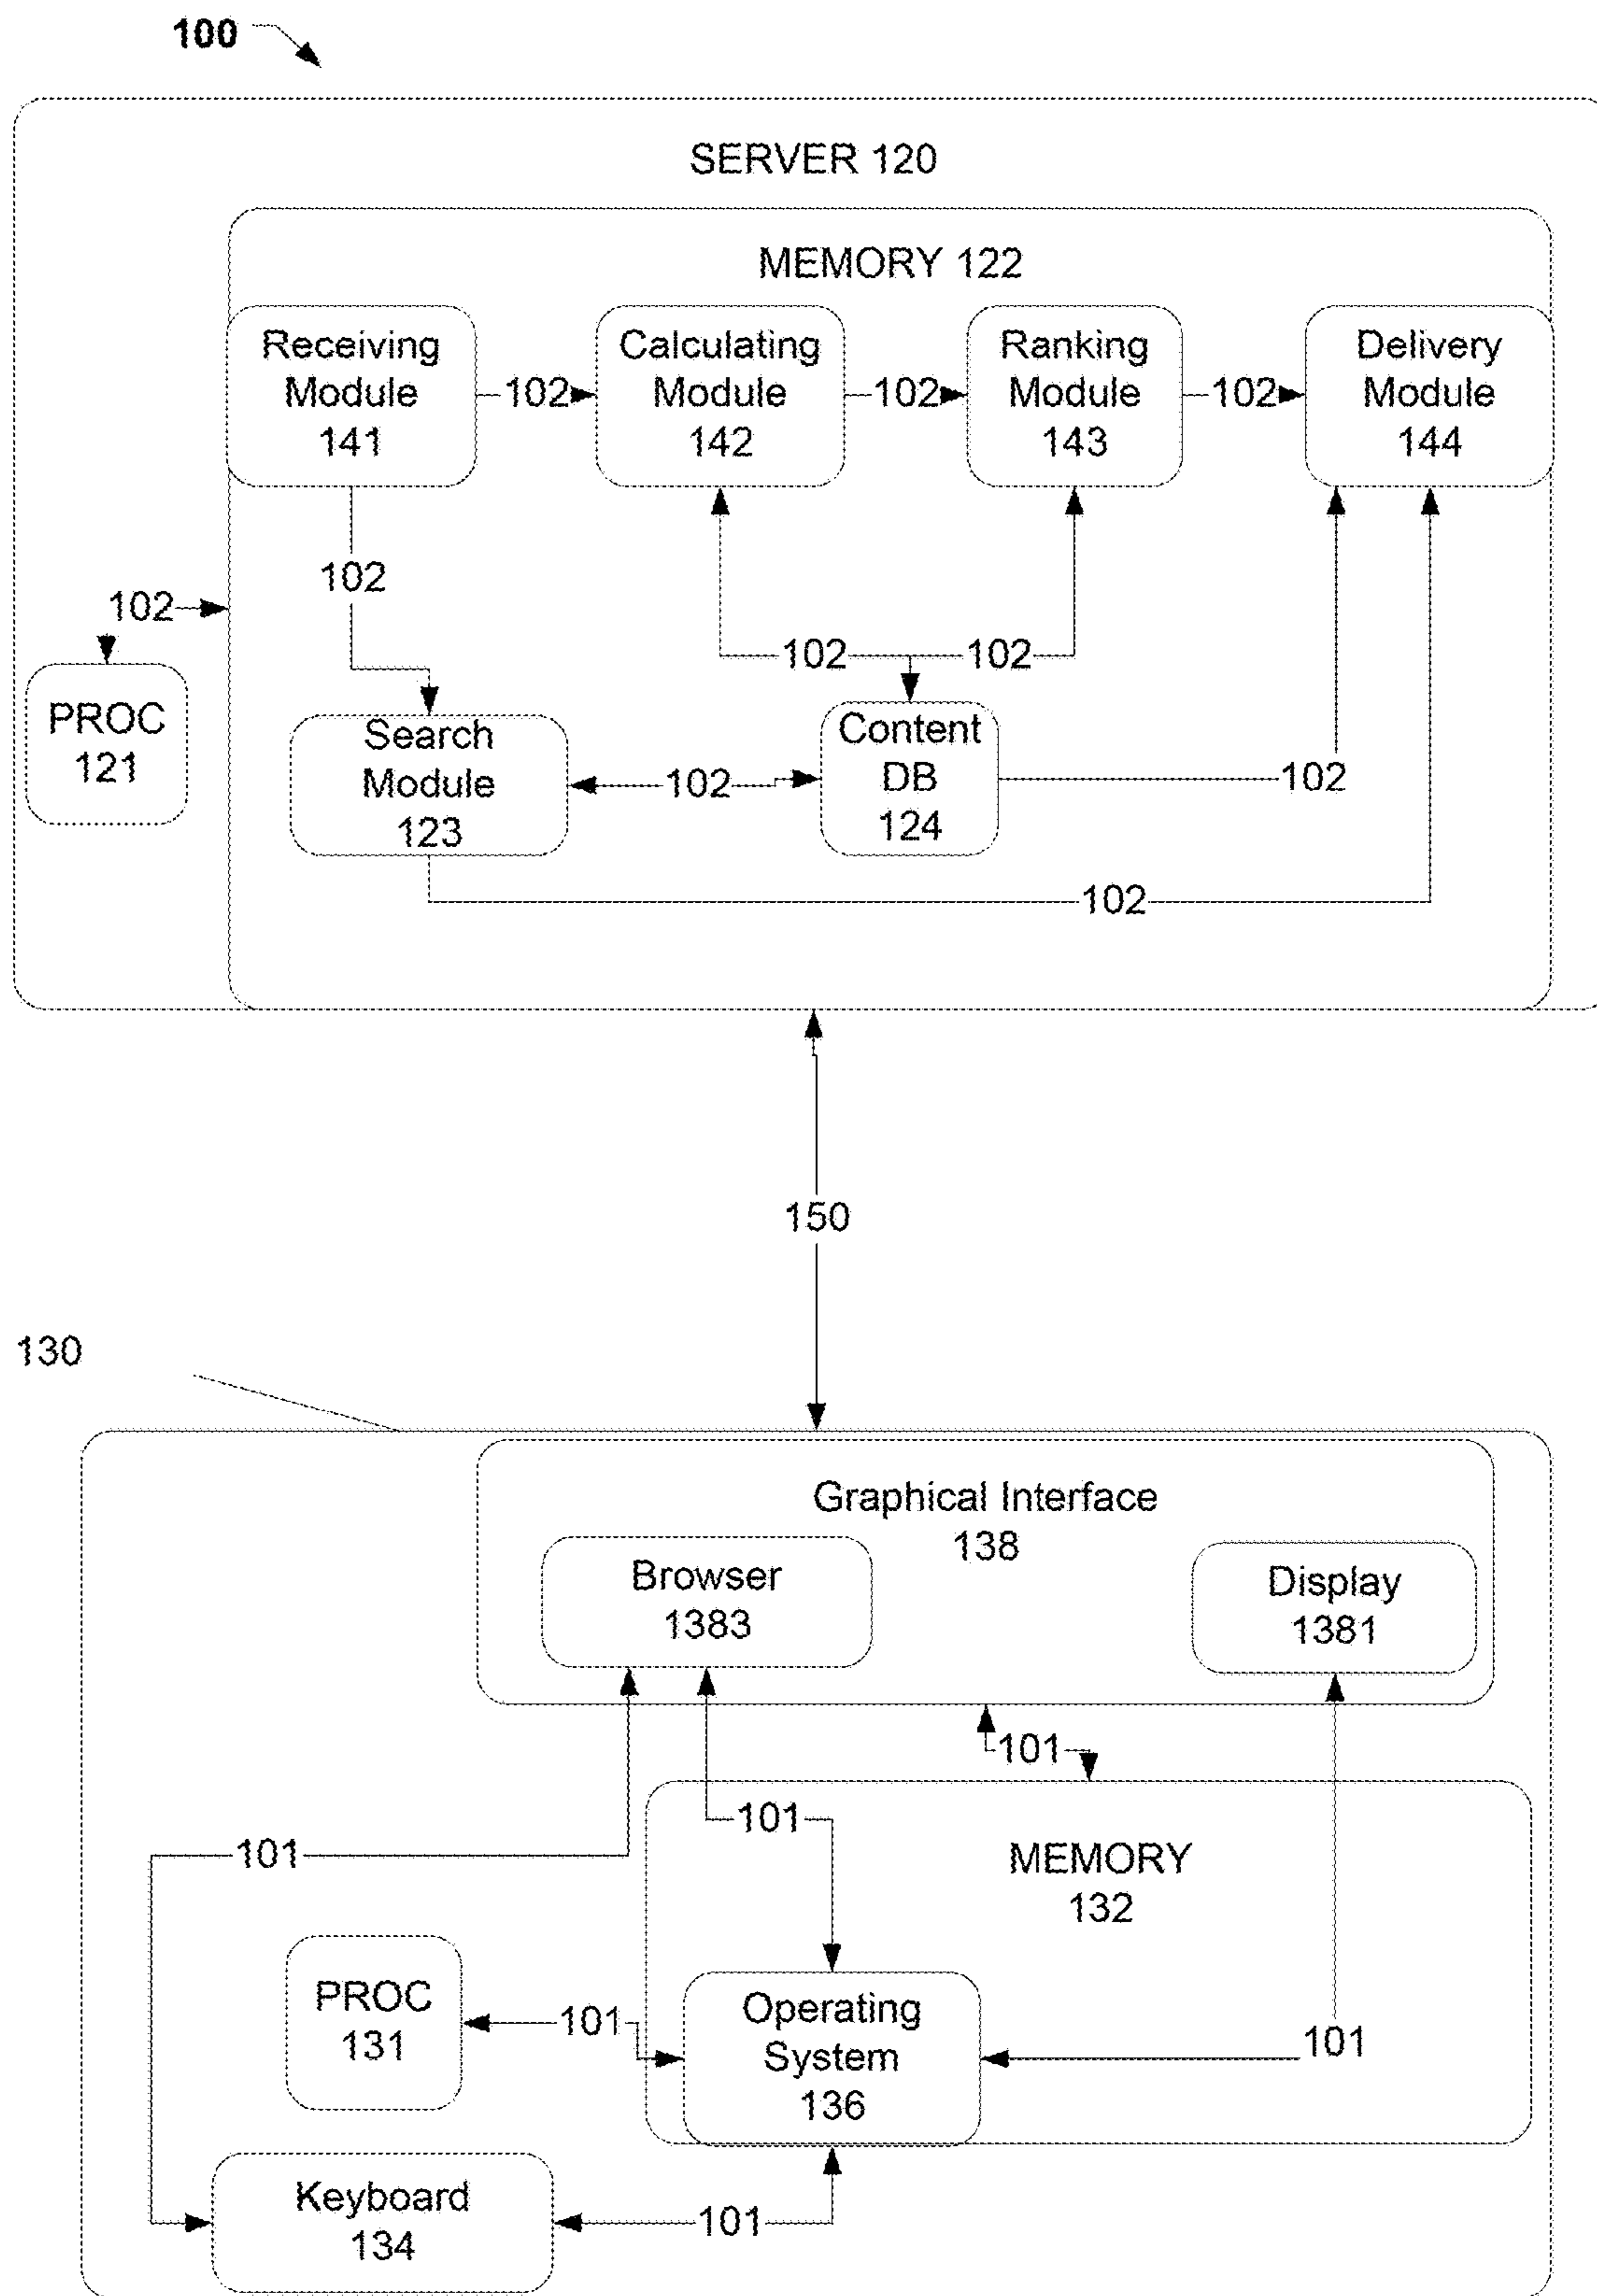 100
SERVER 120
MEMORY 122
Receiving
Module
141
102
Calculating
Module
142
102
Ranking
Module
143
102
Delivery
Module
144
102
102
102
102
PROC
121
Search
Module
123
102
Content
DB
124
102
102
150
130
Graphical Interface
138
Browser
1383
Display
1381
101
101
101
MEMORY
132
PROC
131
101
Operating
System
136
101
Keyboard
134
101